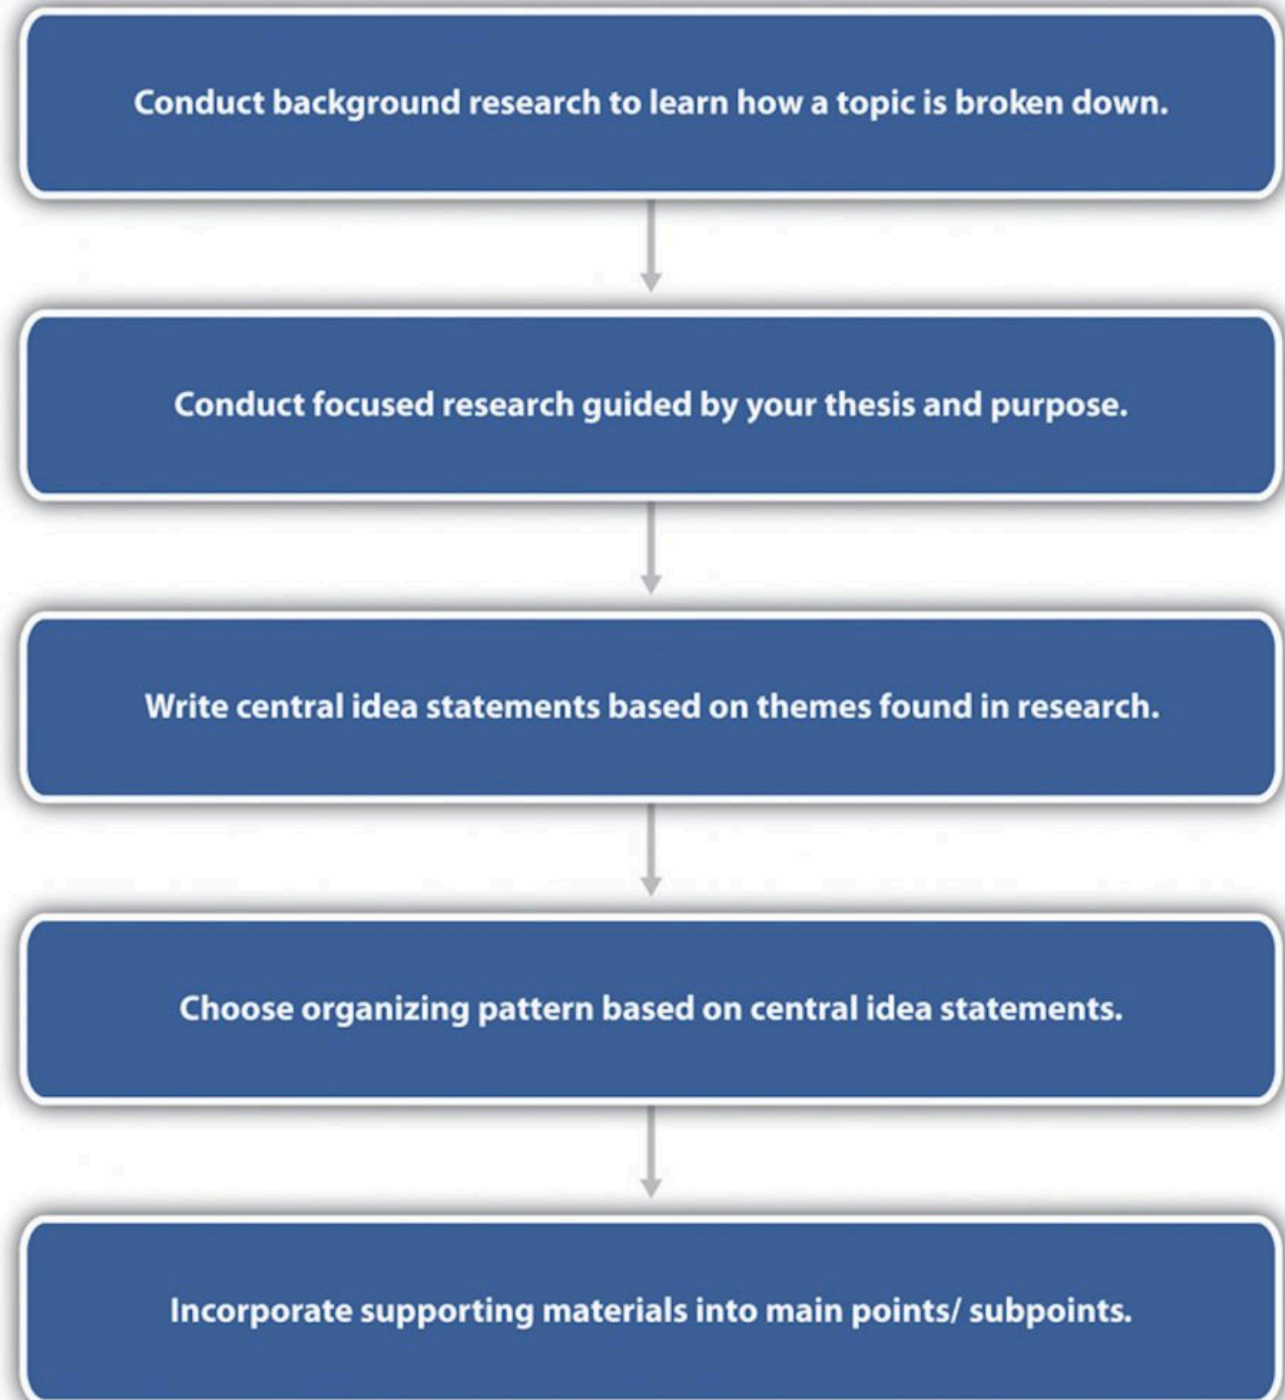 Conduct background research to learn how a topic is broken down.
Conduct focused research guided by your thesis and purpose.
Write central idea statements based on themes found in research.
Choose organizing pattern based on central idea statements.
Incorporate supporting materials into main points/ subpoints.